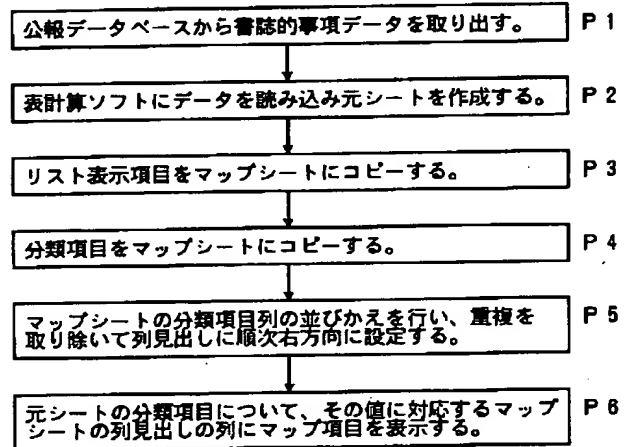 公報データベースから書誌的事項データを取り出す。 P 1
表計算ソフトにデータを読み込み元シートを作成する。 P 2
リスト表示項目をマップシートにコピーする。 P 3
分類項目をマップシートにコピーする。 P 4
マップシートの分類項目列の並びかえを行い、重複を P 5
取り除いて列見出しに順次右方向に設定する。
元シートの分類項目について、その値に対応するマップ P 6
シートの列見出しの列にマップ項目を表示する。